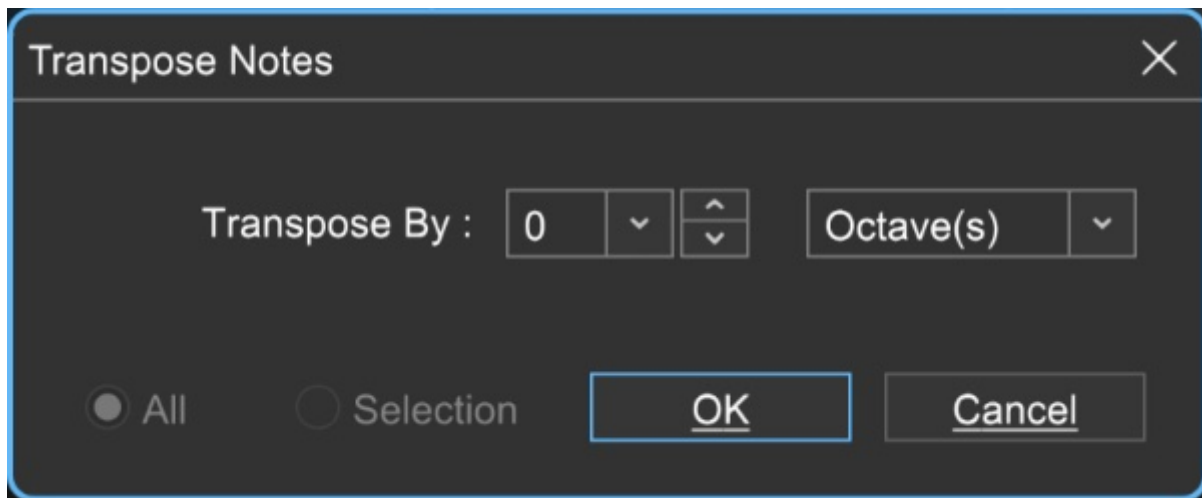 Transpose Notes
Transpose By : 0 Octave(s)
All Selection OK Cancel